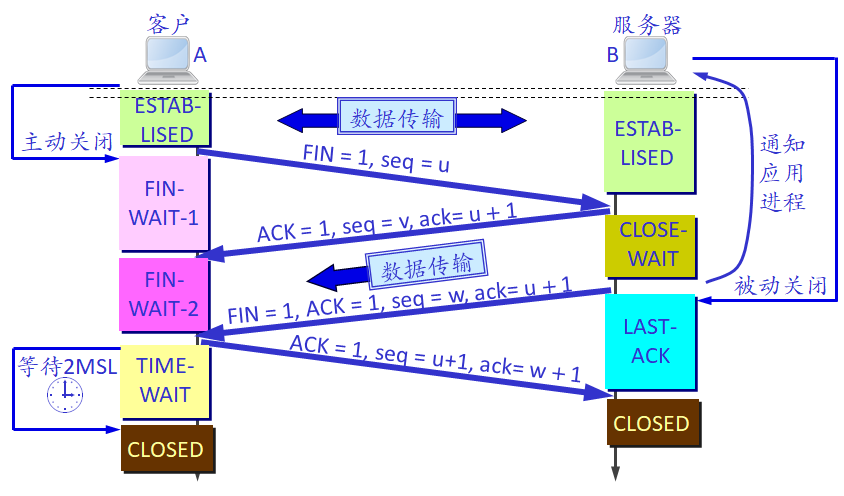 客户
服务器
A
B
ESTAB-
LISED
数据传输
ESTAB-
LISED
主动关闭
FIN = 1, seq = u
通知
应用
进程
FIN-
WAIT-1
ACK = 1, seq = v, ack= u + 1
CLOSE-
WAIT
数据传输
FIN-
WAIT-2
FIN = 1, ACK = 1, seq = w, ack= u + 1
被动关闭
LAST-
ACK
ACK = 1, seq = u+1, ack= w + 1
等待2MSL
TIME-
WAIT
CLOSED
CLOSED